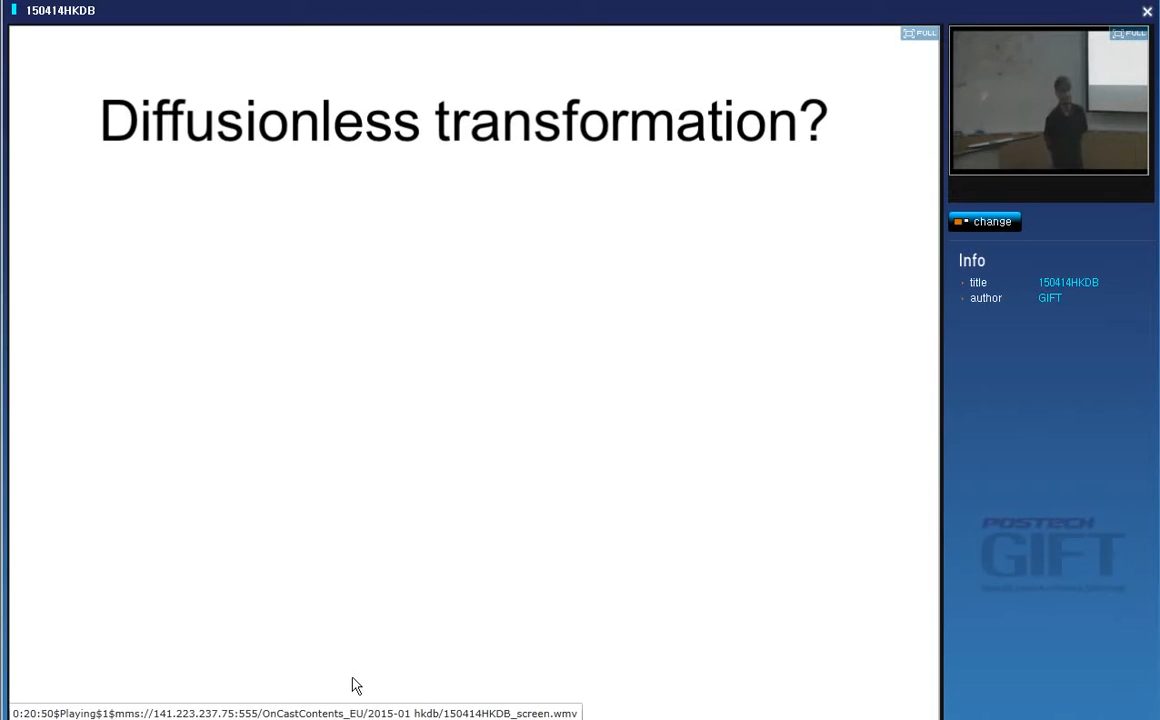 150414HKDB
FULL
FULL
Diffusionless transformation?
change
Info
title 150414HKDB
author GIFT
POSTECH
GIFT
0:20:50$Playing$1$mms://141.223.237.75:555/OnCastContents_EU/2015-01 hkdb/150414HKDB_screen.wmv